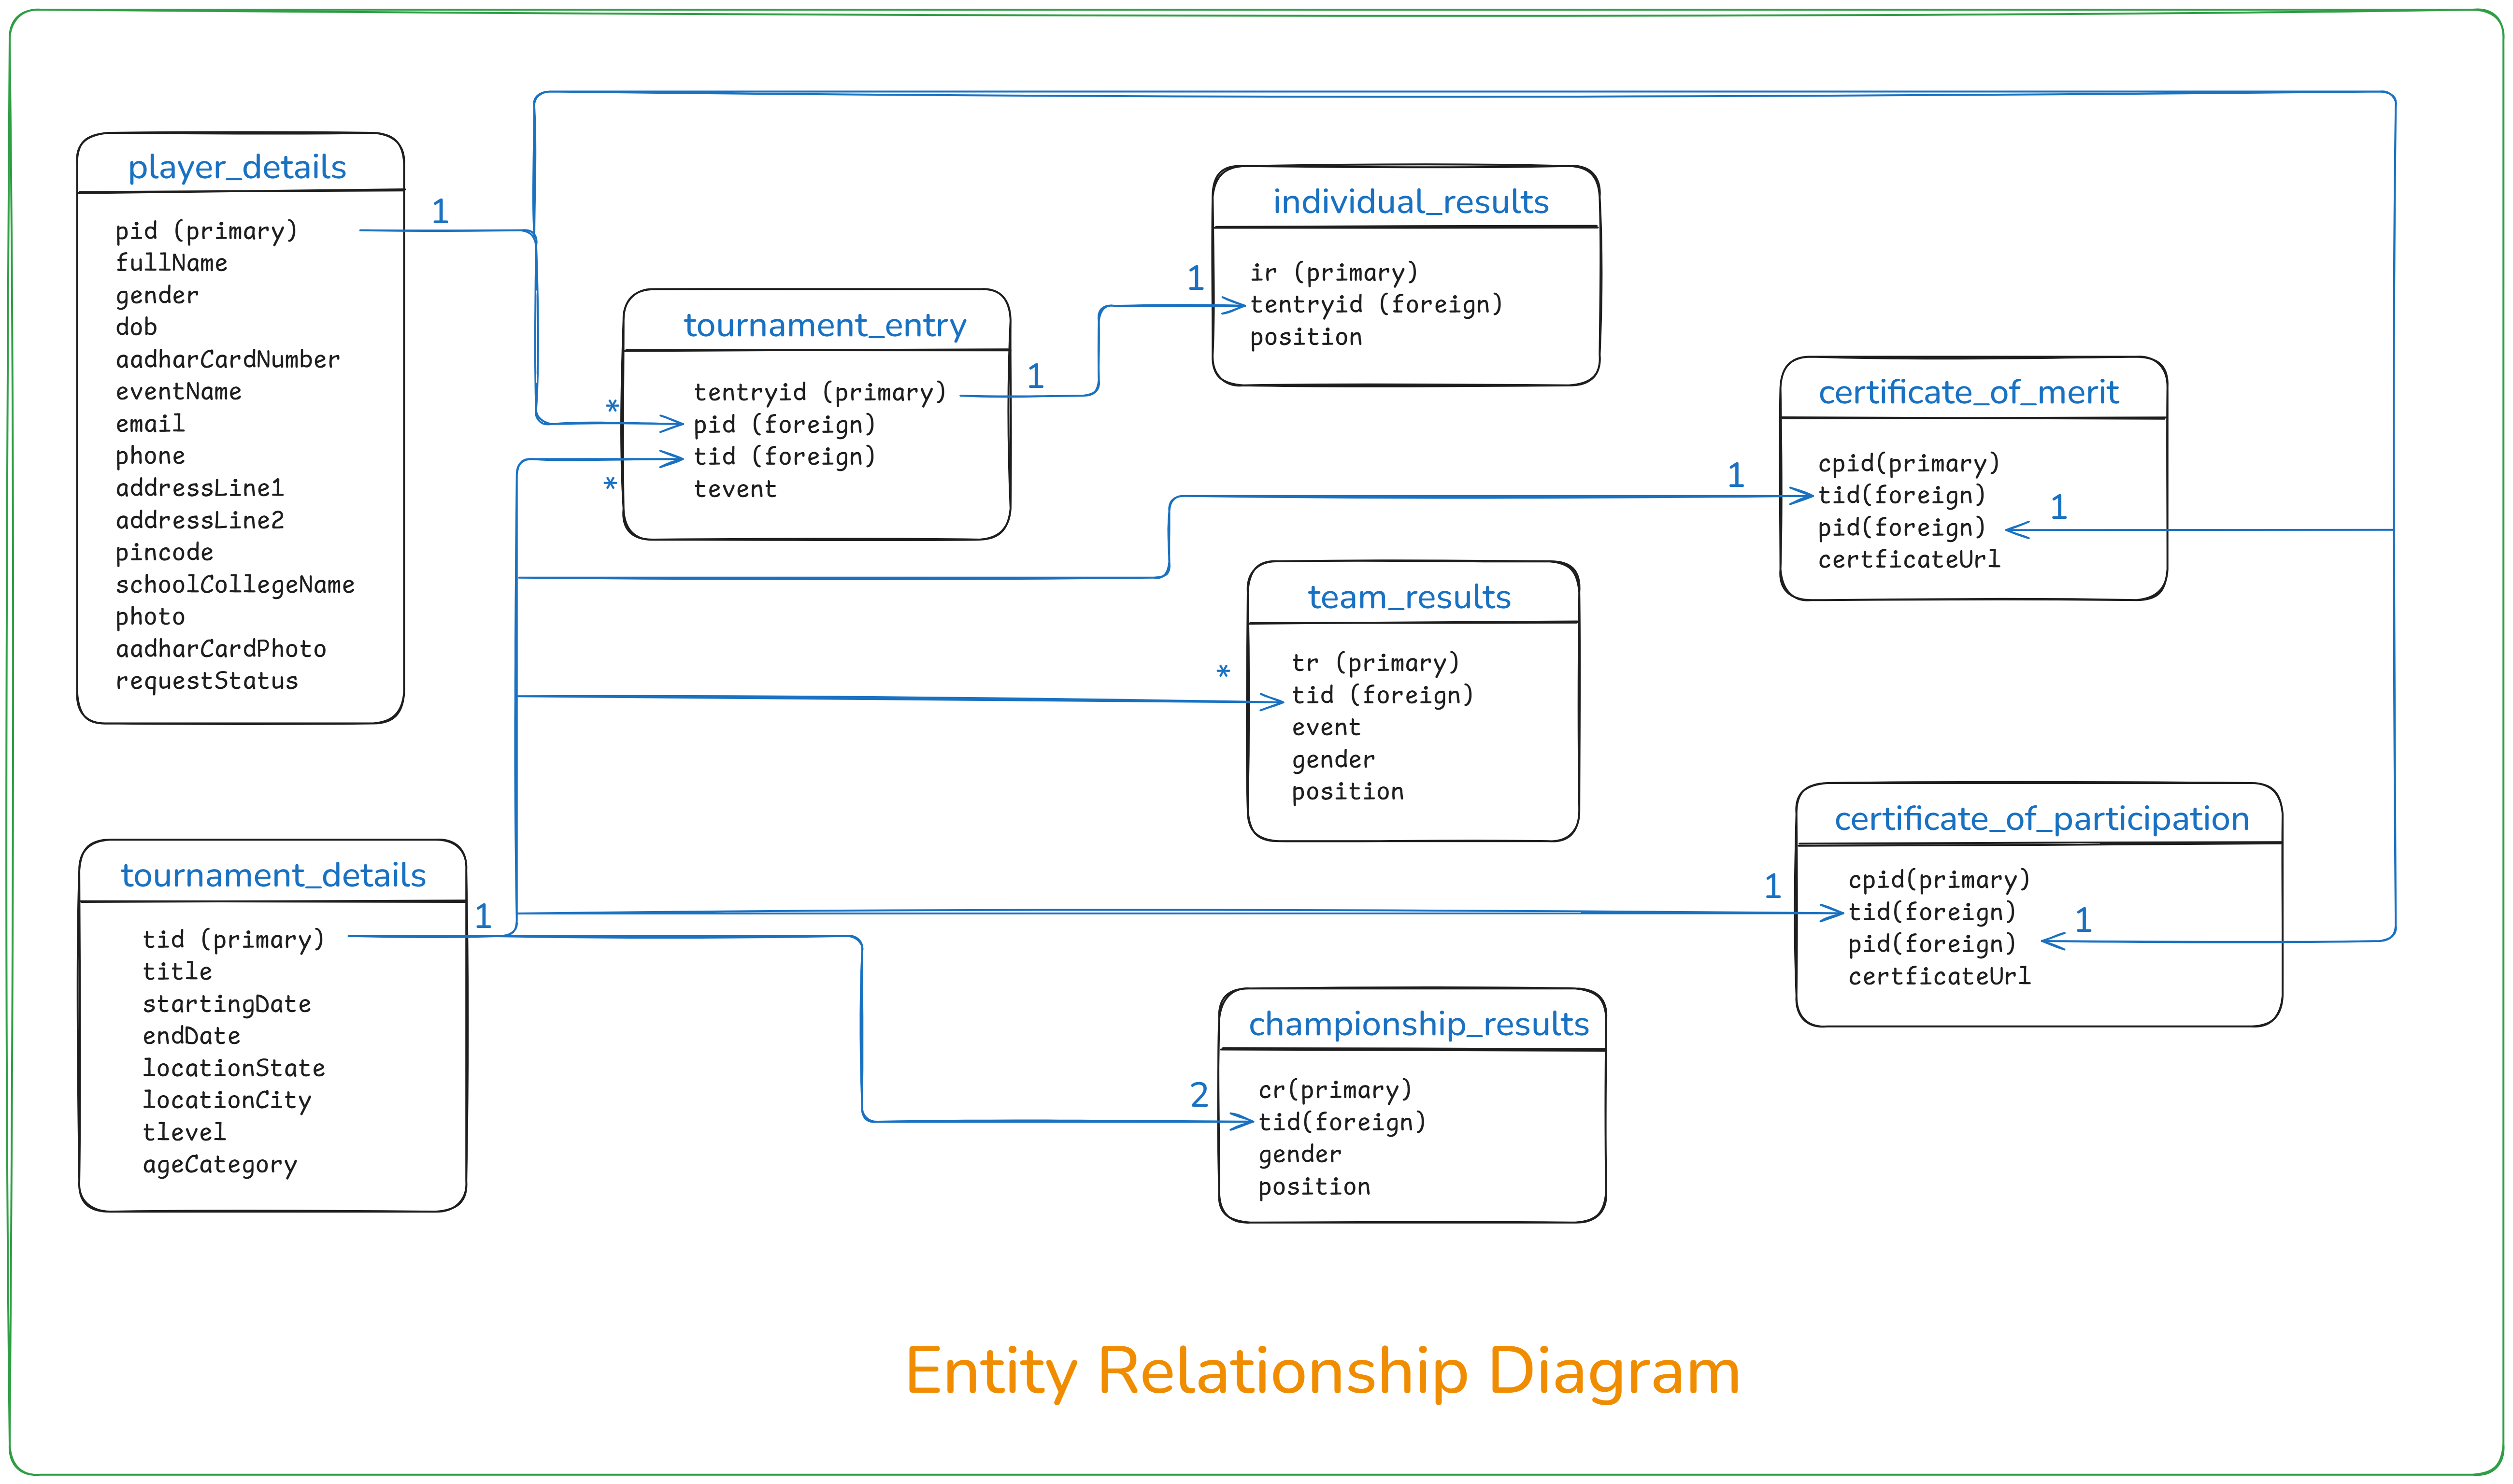 player_details
pid (primary)
fullName
gender
dob
aadharCardNumber
eventName
email
phone
addressLine1
addressLine2
pincode
schoolCollegeName
photo
aadharCardPhoto
requestStatus
1
tournament_entry
tentryid (primary)
pid (foreign)
tid (foreign)
tevent
*
*
1
individual_results
ir (primary)
tentryid (foreign)
position
1
certificate_of_merit
cpid(primary)
tid(foreign)
pid(foreign)
certficateUrl
1
1
team_results
tr (primary)
tid (foreign)
event
gender
position
*
tournament_details
tid (primary)
title
startingDate
endDate
locationState
locationCity
tlevel
ageCategory
1
certificate_of_participation
cpid(primary)
tid(foreign)
pid(foreign)
certficateUrl
1
1
championship_results
cr(primary)
tid(foreign)
gender
position
2
Entity Relationship Diagram